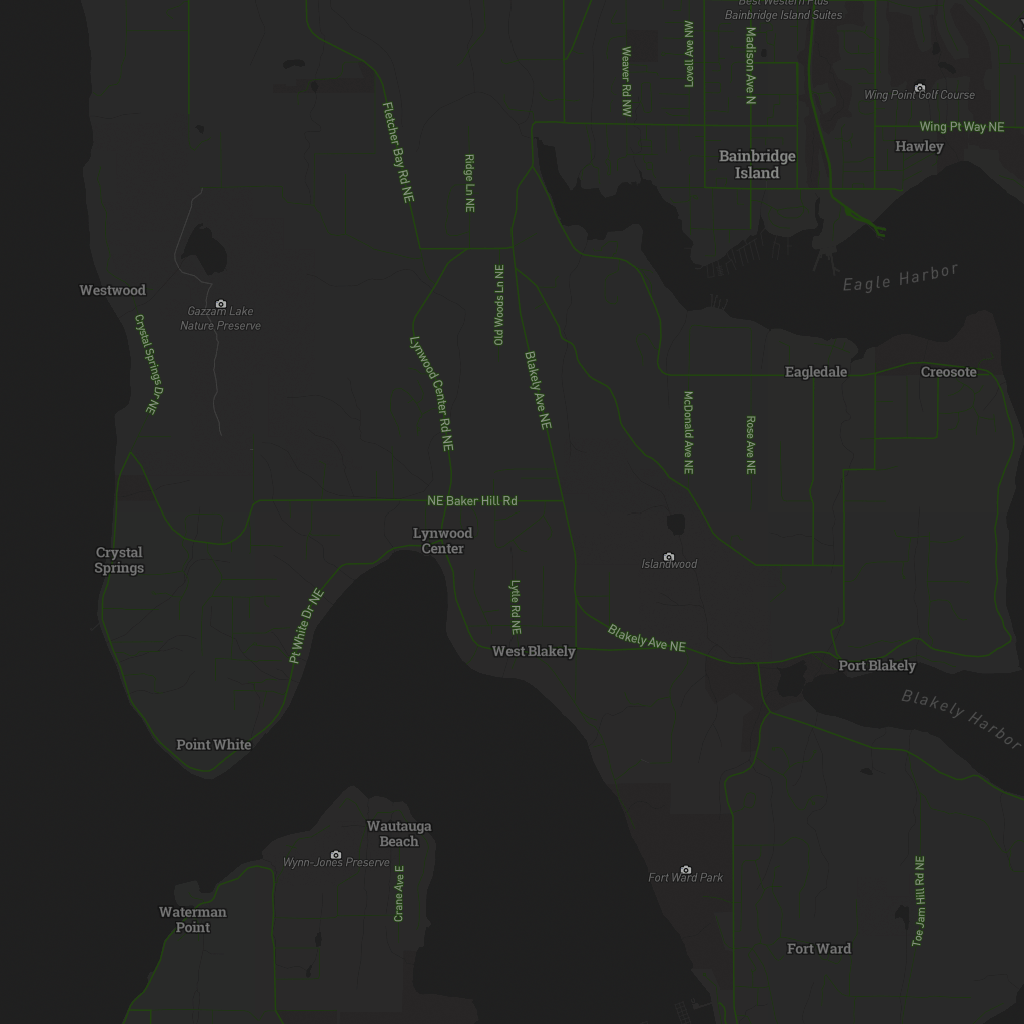 Best Western Plus
Bainbridge Island Suites
Lovell Ave NW
Madison Ave N
Weaver Rd NW
Wing Point Golf Course
Wing Pt Way NE
Hawley
Fletcher Bay Rd NE
Ridge Ln NE
Bainbridge
Island
Eagle Harbor
Westwood
Gazzam Lake
Nature Preserve
Old Woods Ln NE
Crystal Springs Dr NE
Lynwood Center Rd NE
Blakely Ave NE
Eagledale
Creosote
McDonald Ave NE
Rose Ave NE
NE Baker Hill Rd
Lynwood
Center
Crystal
Springs
Islandwood
Pt White Dr NE
Lytle Rd NE
Blakely Ave NE
West Blakely
Port Blakely
Blakely Harbor
Point White
Wautauga
Beach
Wynn-Jones Preserve
Crane Ave E
Fort Ward Park
Toe Jam Hill Rd NE
Waterman
Point
Fort Ward